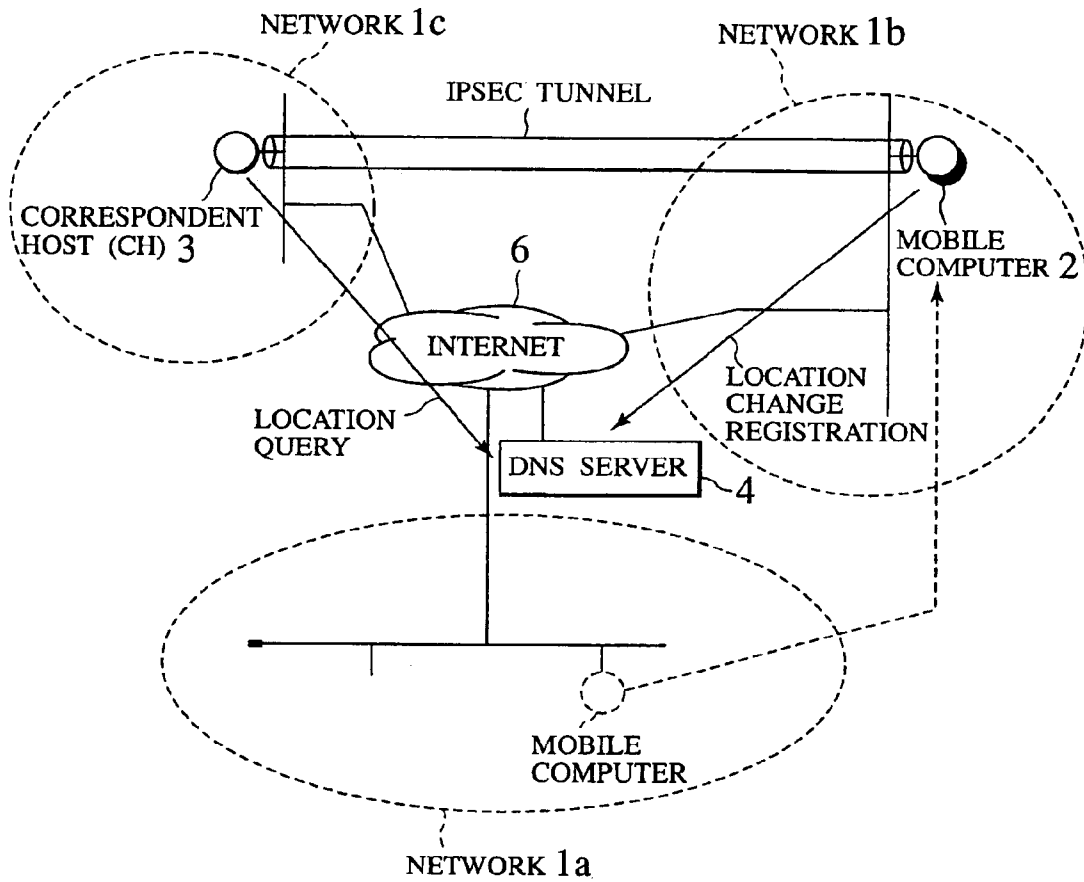 NETWORK 1c
NETWORK 1b
IPSEC TUNNEL
CORRESPONDENT
HOST (CH) 3
MOBILE
COMPUTER 2
6
INTERNET
LOCATION
QUERY
LOCATION
CHANGE
REGISTRATION
DNS SERVER
4
MOBILE
COMPUTER
NETWORK 1a